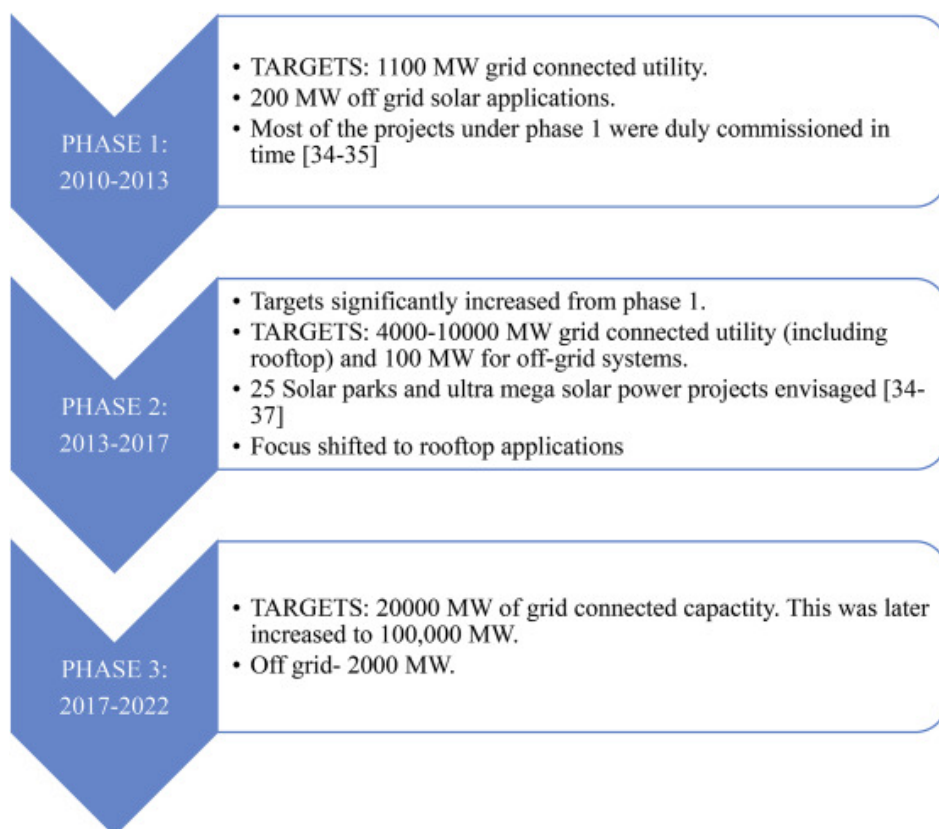 PHASE 1:
2010-2013
• TARGETS: 1100 MW grid connected utility.
• 200 MW off grid solar applications.
• Most of the projects under phase 1 were duly commissioned in
time [34-35]
PHASE 2:
2013-2017
• Targets significantly increased from phase 1.
• TARGETS: 4000-10000 MW grid connected utility (including
rooftop) and 100 MW for off-grid systems.
• 25 Solar parks and ultra mega solar power projects envisaged [34-
37]
• Focus shifted to rooftop applications
PHASE 3:
2017-2022
• TARGETS: 20000 MW of grid connected capactity. This was later
increased to 100,000 MW.
• Off grid- 2000 MW.